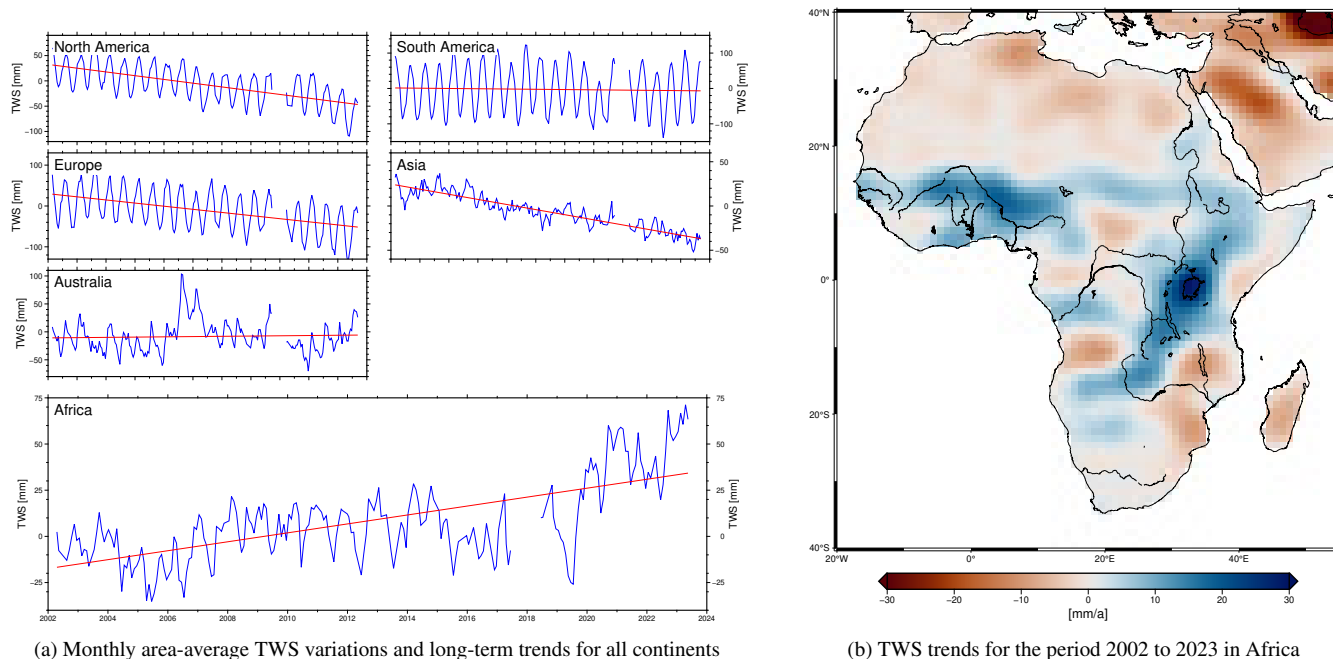 North America
50
0
−50
−100
TWS [mm]
South America
100
0
−100
TWS [mm]
Europe
100
0
−100
TWS [mm]
Asia
50
0
−50
TWS [mm]
Australia
100
50
0
−50
TWS [mm]
Africa
75
50
25
0
−25
TWS [mm]
75
50
25
0
−25
TWS [mm]
2002 2004 2006 2008 2010 2012 2014 2016 2018 2020 2022 2024
(a) Monthly area-average TWS variations and long-term trends for all continents
40°N
20°N
0°
20°S
40°S
20°W 0° 20°E 40°E
−30 −20 −10 0 10 20 30
[mm/a]
(b) TWS trends for the period 2002 to 2023 in Africa